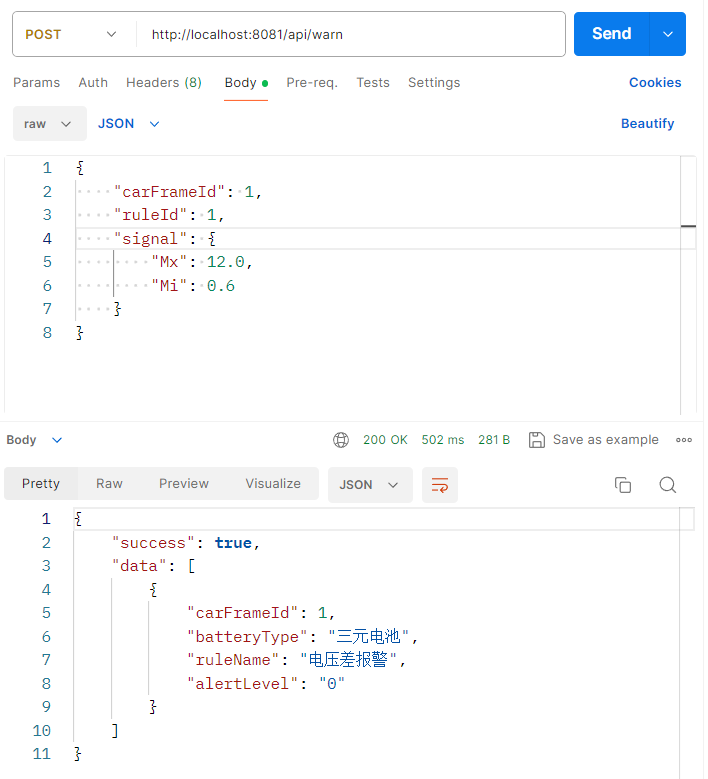 POST http://localhost:8081/api/warn Send
Params Auth Headers (8) Body Pre-req. Tests Settings Cookies
raw JSON Beautify
1 {
2 "carFrameId": 1,
3 "ruleId": 1,
4 "signal": {
5 "Mx": 12.0,
6 "Mi": 0.6
7 }
8 }
Body 200 OK 502 ms 281 B Save as example
Pretty Raw Preview Visualize JSON
1 {
2 "success": true,
3 "data": [
4 {
5 "carFrameId": 1,
6 "batteryType": "三元电池",
7 "ruleName": "电压差报警",
8 "alertLevel": "0"
9 }
10 ]
11 }